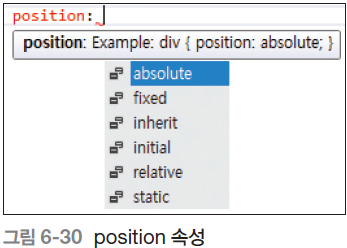 position:
position: Example: div { position: absolute; }
absolute
fixed
inherit
initial
relative
static
그림 6-30 position 속성